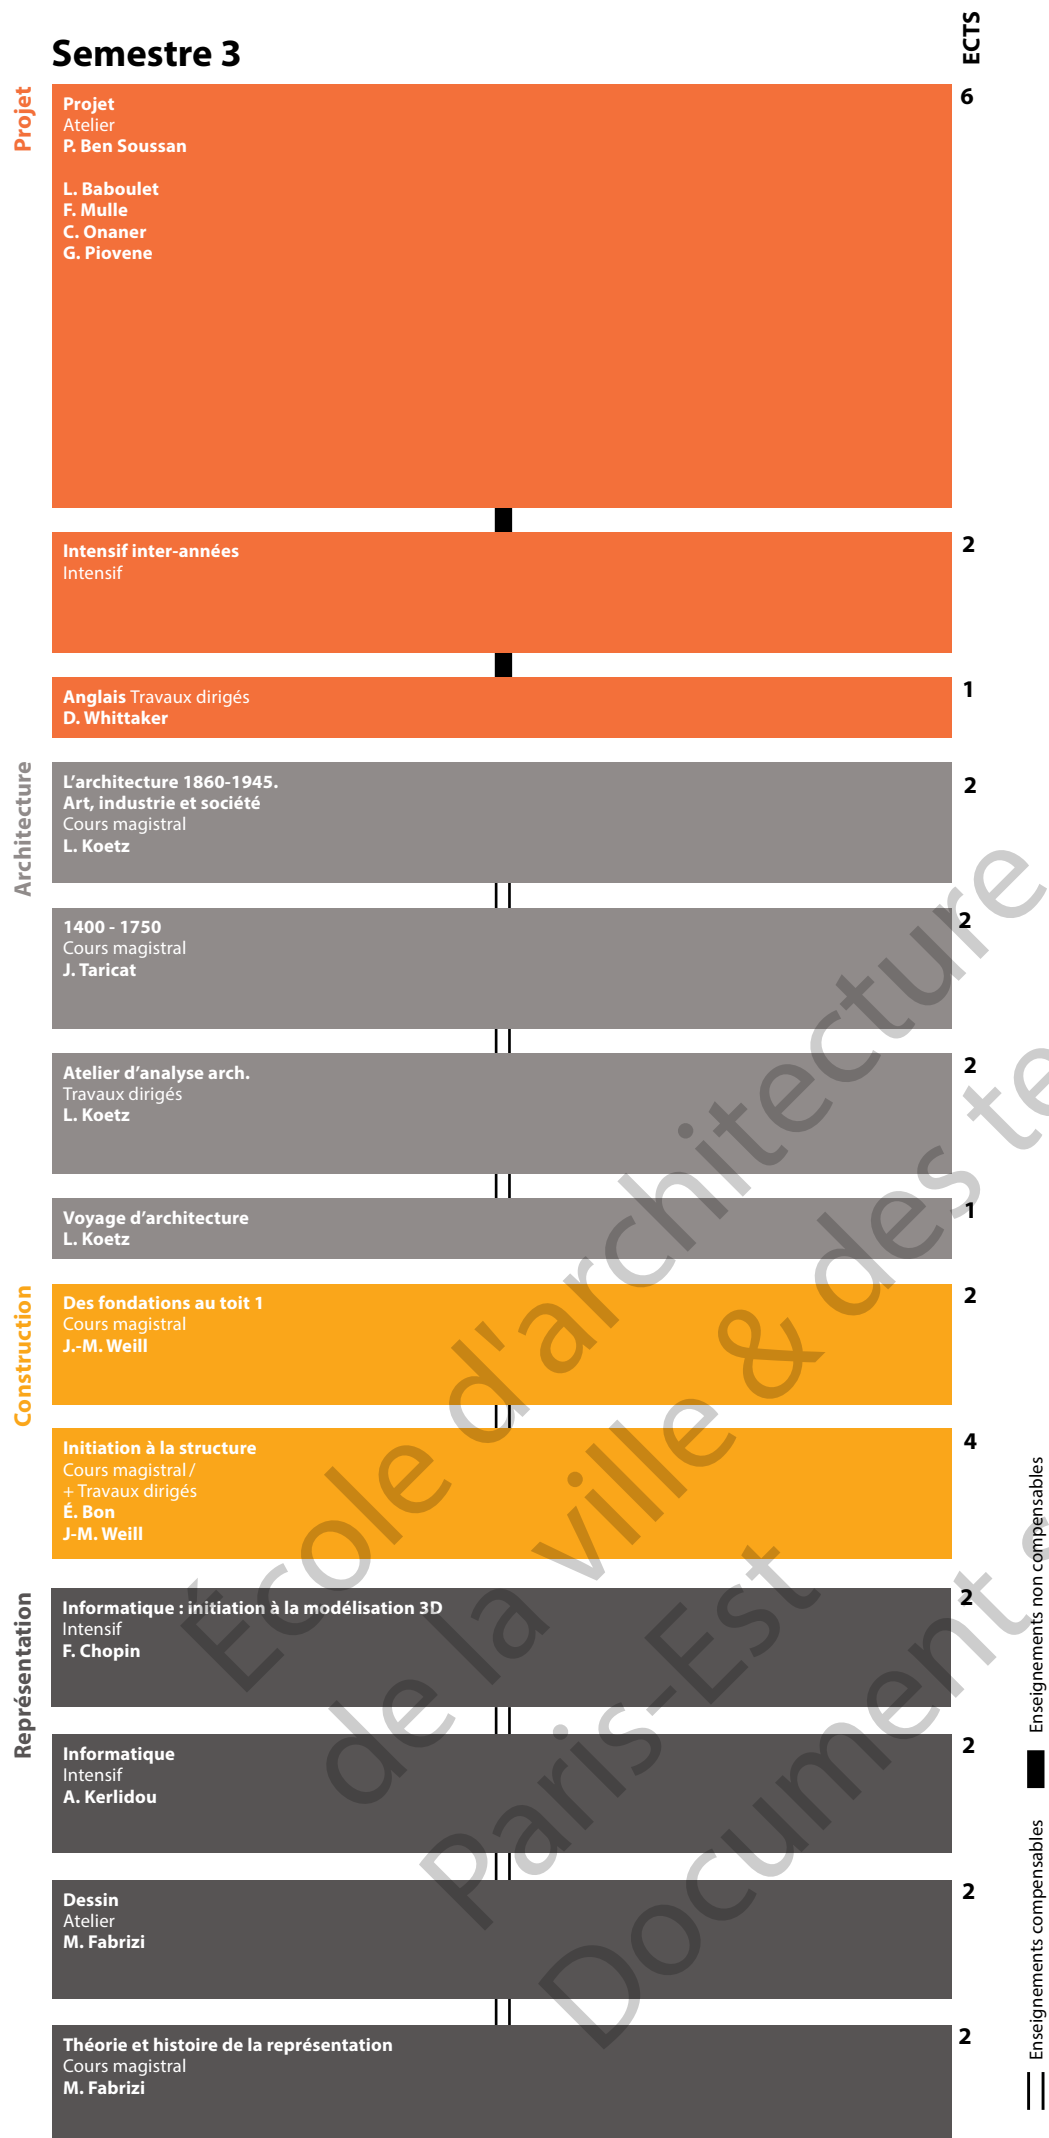 Semestre 3
ECTS
Projet
Projet
Atelier
P. Ben Soussan
L. Baboulet
F. Mulle
C. Onaner
G. Piovene
6
Intensif inter-années
Intensif
2
Anglais Travaux dirigés
D. Whittaker
1
Architecture
L’architecture 1860-1945.
Art, industrie et société
Cours magistral
L. Koetz
2
1400 - 1750
Cours magistral
J. Taricat
2
Atelier d’analyse arch.
Travaux dirigés
L. Koetz
2
Voyage d’architecture
L. Koetz
1
Construction
Des fondations au toit 1
Cours magistral
J.-M. Weill
2
Initiation à la structure
Cours magistral /
+ Travaux dirigés
É. Bon
J-M. Weill
4
Représentation
Informatique : initiation à la modélisation 3D
Intensif
F. Chopin
2
Informatique
Intensif
A. Kerlidou
2
Dessin
Atelier
M. Fabrizi
2
Théorie et histoire de la représentation
Cours magistral
M. Fabrizi
2
Enseignements non compensables
Enseignements compensables
École d'architecture
de la ville & des te
Paris-Est
Document